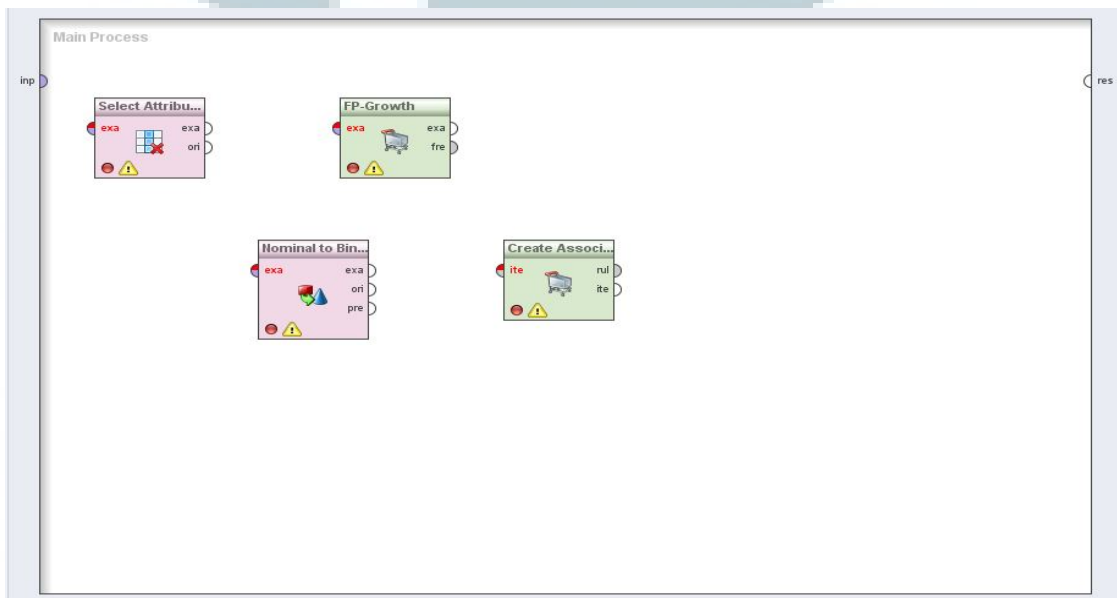 Main Process
inp
res
Select Attribu...
exa
exa
ori
FP-Growth
exa
exa
fre
Nominal to Bin...
exa
exa
ori
pre
Create Associ...
ite
rul
ite